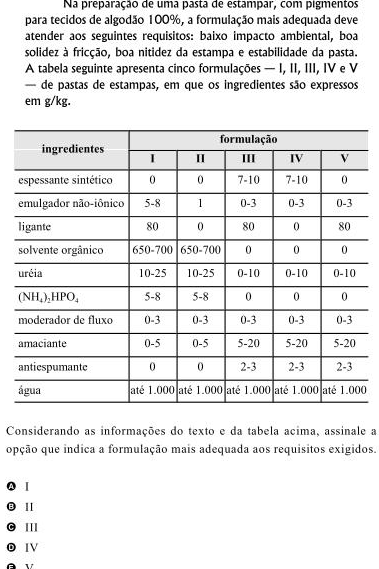 Na preparação de uma pasta de estampar, com pigmentos
para tecidos de algodão 100%, a formulação mais adequada deve
atender aos seguintes requisitos: baixo impacto ambiental, boa
solidez à fricção, boa nitidez da estampa e estabilidade da pasta.
A tabela seguinte apresenta cinco formulações — I, II, III, IV e V
— de pastas de estampas, em que os ingredientes são expressos
em g/kg.
ingredientes formulação
I II III IV V
espessante sintético 0 0 7-10 7-10 0
emulgador não-iônico 5-8 1 0-3 0-3 0-3
ligante 80 0 80 0 80
solvente orgânico 650-700 650-700 0 0 0
uréia 10-25 10-25 0-10 0-10 0-10
(NH₄)₂HPO₄ 5-8 5-8 0 0 0
moderador de fluxo 0-3 0-3 0-3 0-3 0-3
amaciante 0-5 0-5 5-20 5-20 5-20
antiespumante 0 0 2-3 2-3 2-3
água até 1.000 até 1.000 até 1.000 até 1.000 até 1.000
Considerando as informações do texto e da tabela acima, assinale a
opção que indica a formulação mais adequada aos requisitos exigidos.
A I
B II
C III
D IV
E V